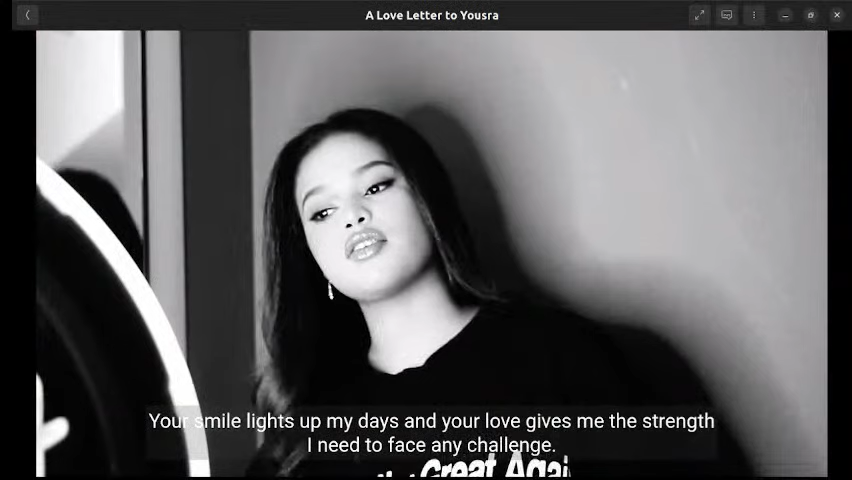 A Love Letter to Yousra
Your smile lights up my days and your love gives me the strength
I need to face any challenge.
Great Agai